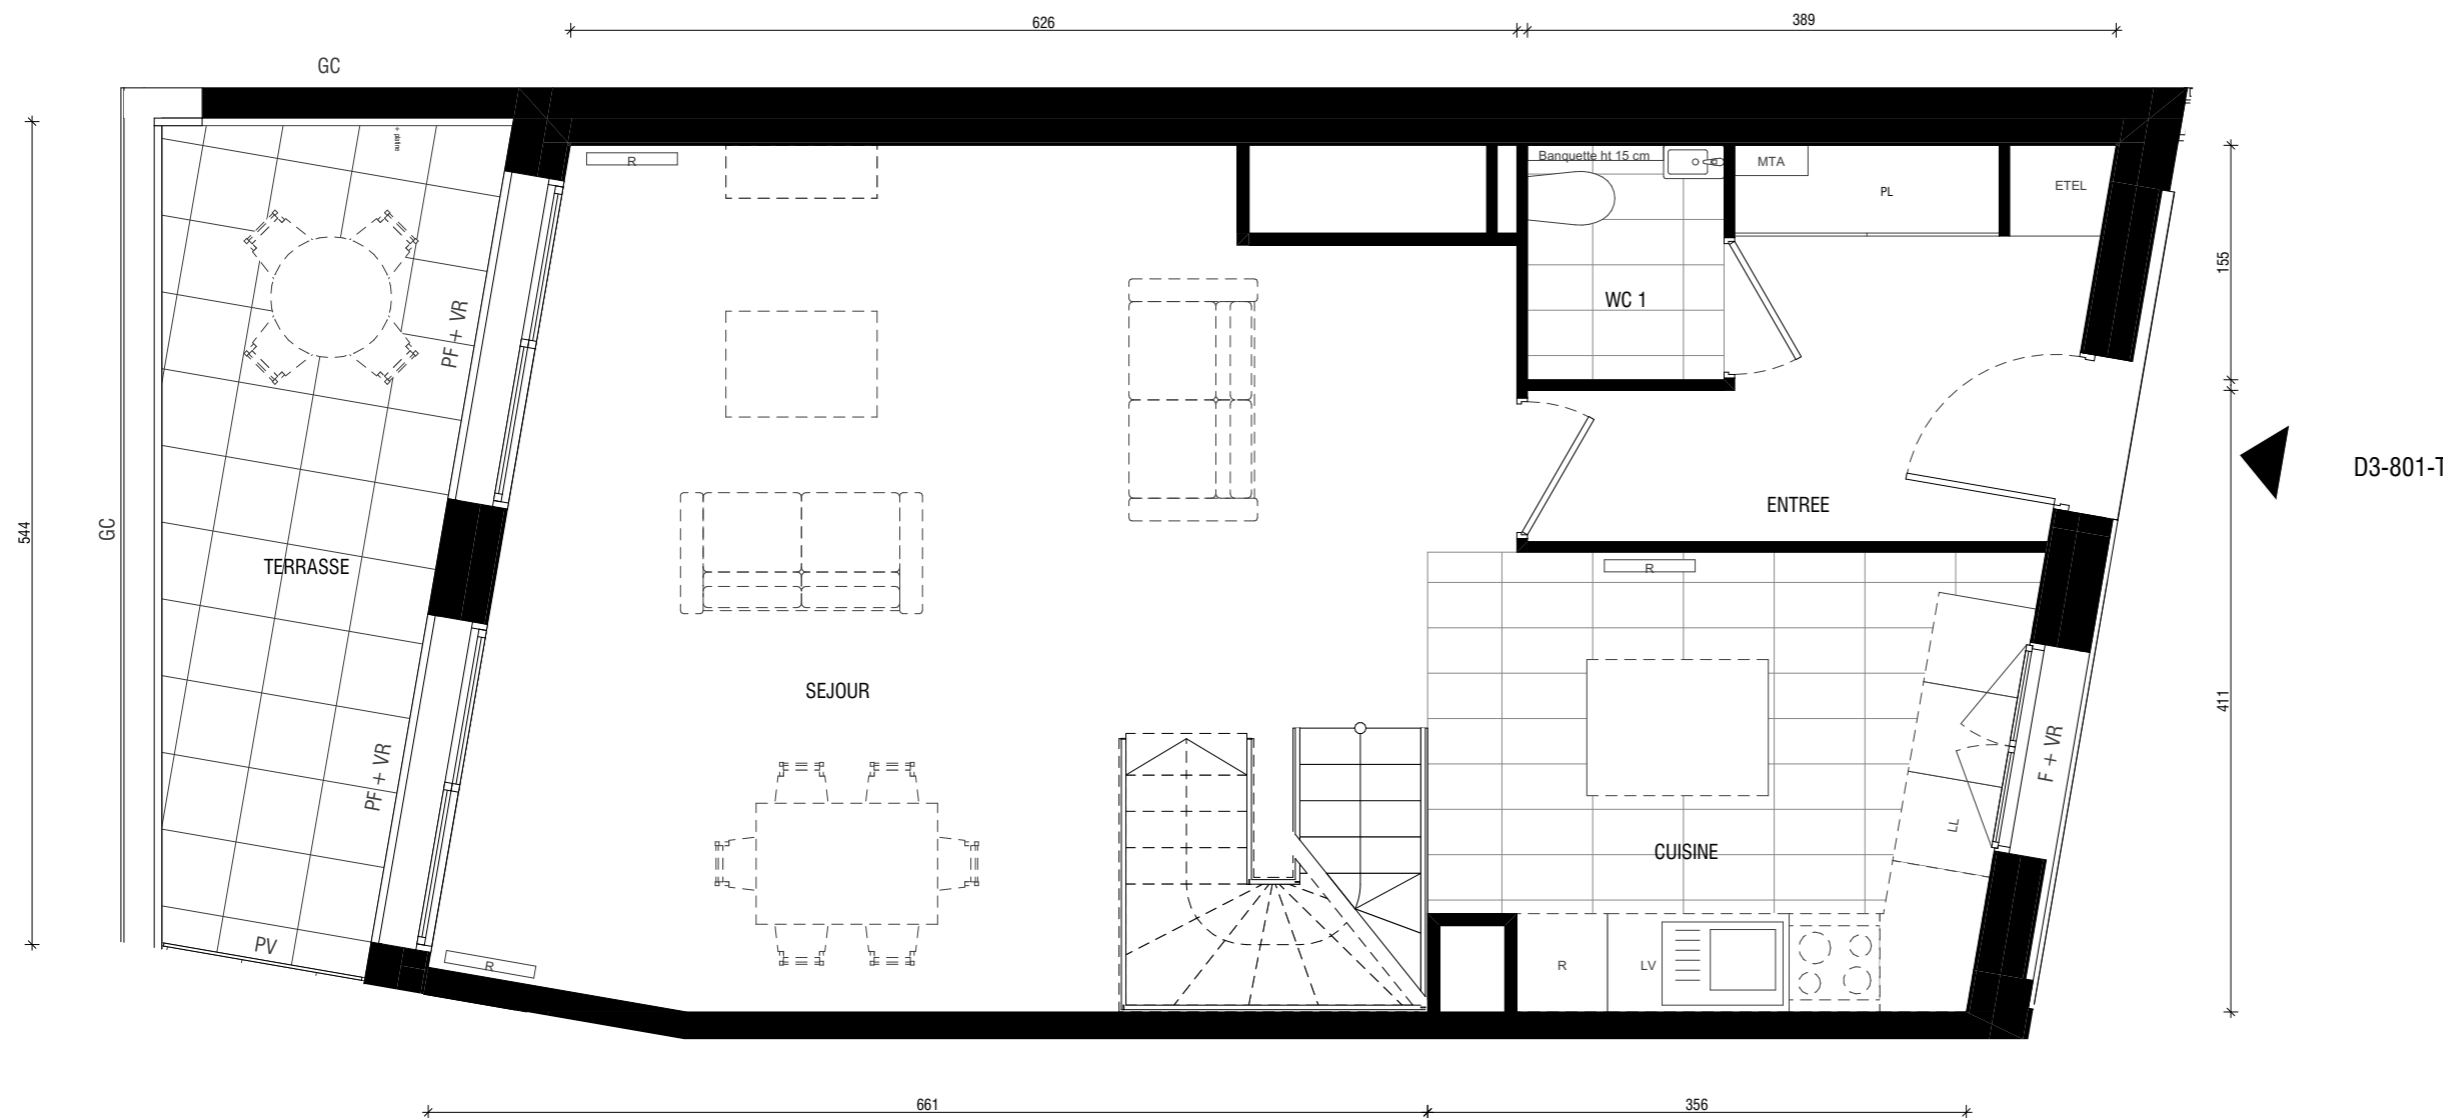 626
389
GC
+ platine
R
Banquette ht 15 cm
MTA
PL
ETEL
155
WC 1
PF + VR
D3-801-T
ENTREE
544
GC
TERRASSE
R
SEJOUR
411
F + VR
PF + VR
LL
CUISINE
PV
R
R
LV
661
356